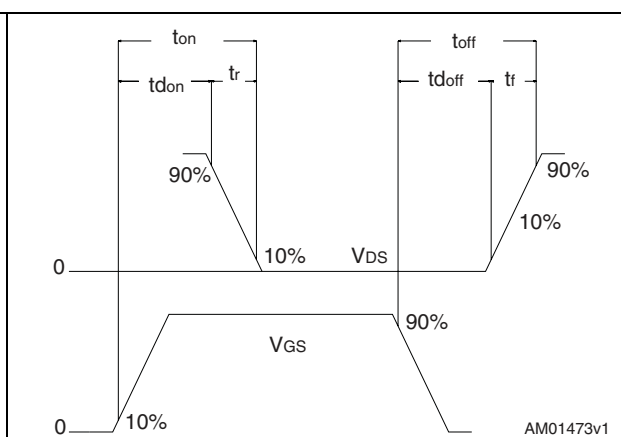 ton toff
tdon tr tdoff tf
90% 90%
10%
0 10% VDS
VGS 90%
0 10% AM01473v1